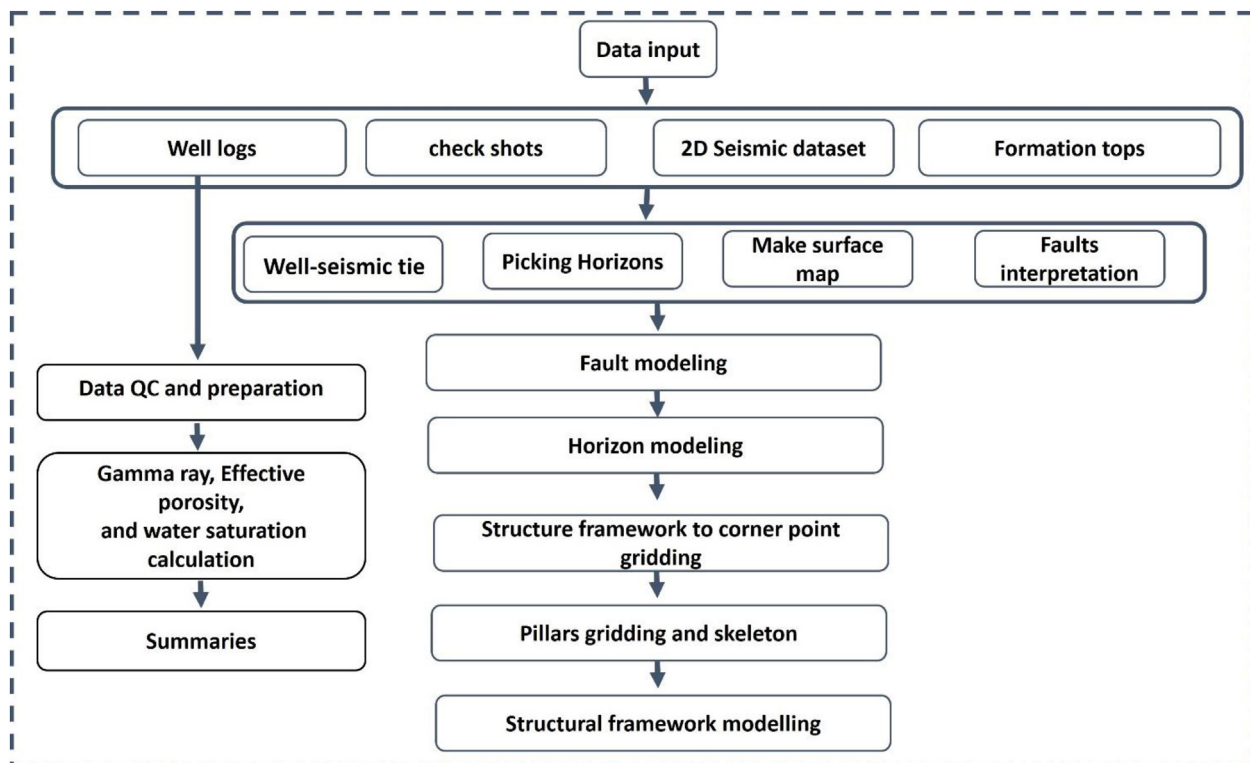 Data input
Well logs
check shots
2D Seismic dataset
Formation tops
Well-seismic tie
Picking Horizons
Make surface
map
Faults
interpretation
Fault modeling
Data QC and preparation
Horizon modeling
Gamma ray, Effective
porosity,
and water saturation
calculation
Structure framework to corner point
gridding
Summaries
Pillars gridding and skeleton
Structural framework modelling